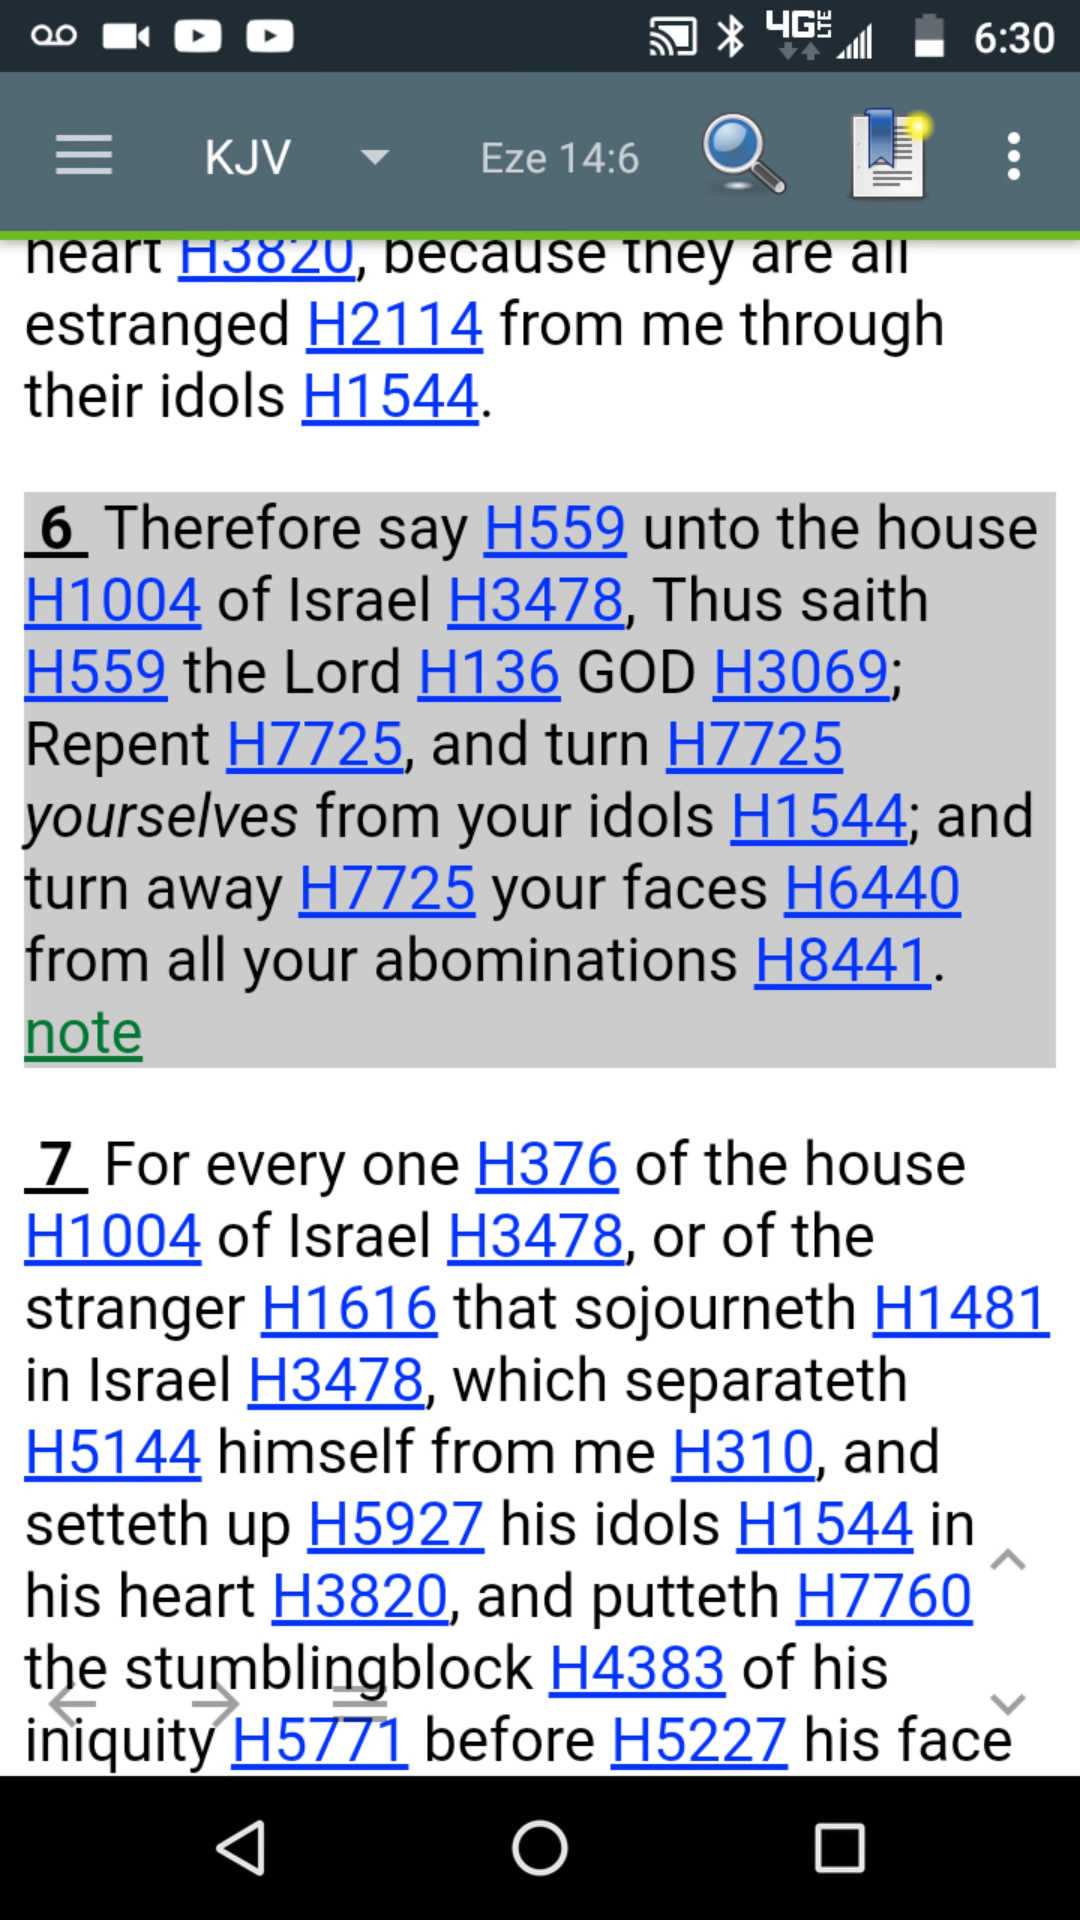 4G LTE 6:30
KJV Eze 14:6
heart H3820, because they are all
estranged H2114 from me through
their idols H1544.
6 Therefore say H559 unto the house
H1004 of Israel H3478, Thus saith
H559 the Lord H136 GOD H3069;
Repent H7725, and turn H7725
yourselves from your idols H1544; and
turn away H7725 your faces H6440
from all your abominations H8441.
note
7 For every one H376 of the house
H1004 of Israel H3478, or of the
stranger H1616 that sojourneth H1481
in Israel H3478, which separateth
H5144 himself from me H310, and
setteth up H5927 his idols H1544 in
his heart H3820, and putteth H7760
the stumblingblock H4383 of his
iniquity H5771 before H5227 his face